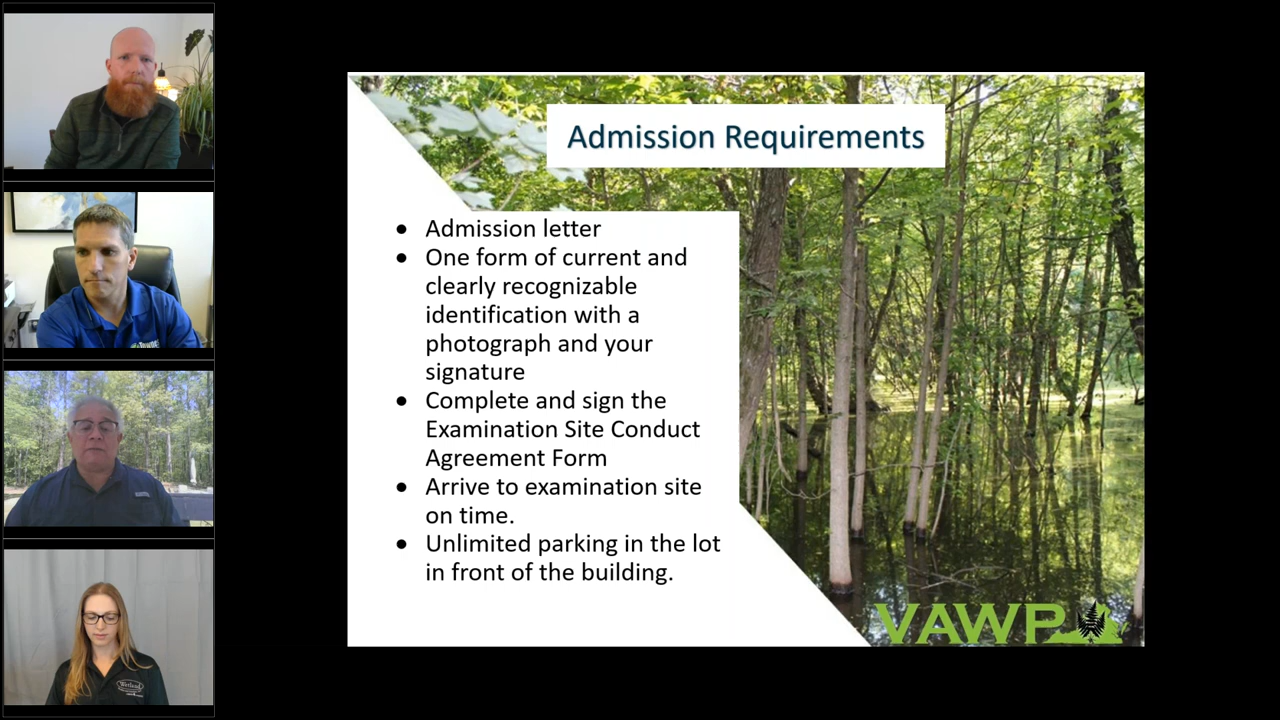 Admission Requirements
• Admission letter
• One form of current and
clearly recognizable
identification with a
photograph and your
signature
• Complete and sign the
Examination Site Conduct
Agreement Form
• Arrive to examination site
on time.
• Unlimited parking in the lot
in front of the building.
VAWP